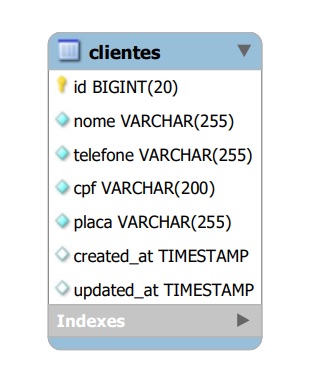 clientes
id BIGINT(20)
nome VARCHAR(255)
telefone VARCHAR(255)
cpf VARCHAR(200)
placa VARCHAR(255)
created_at TIMESTAMP
updated_at TIMESTAMP
Indexes